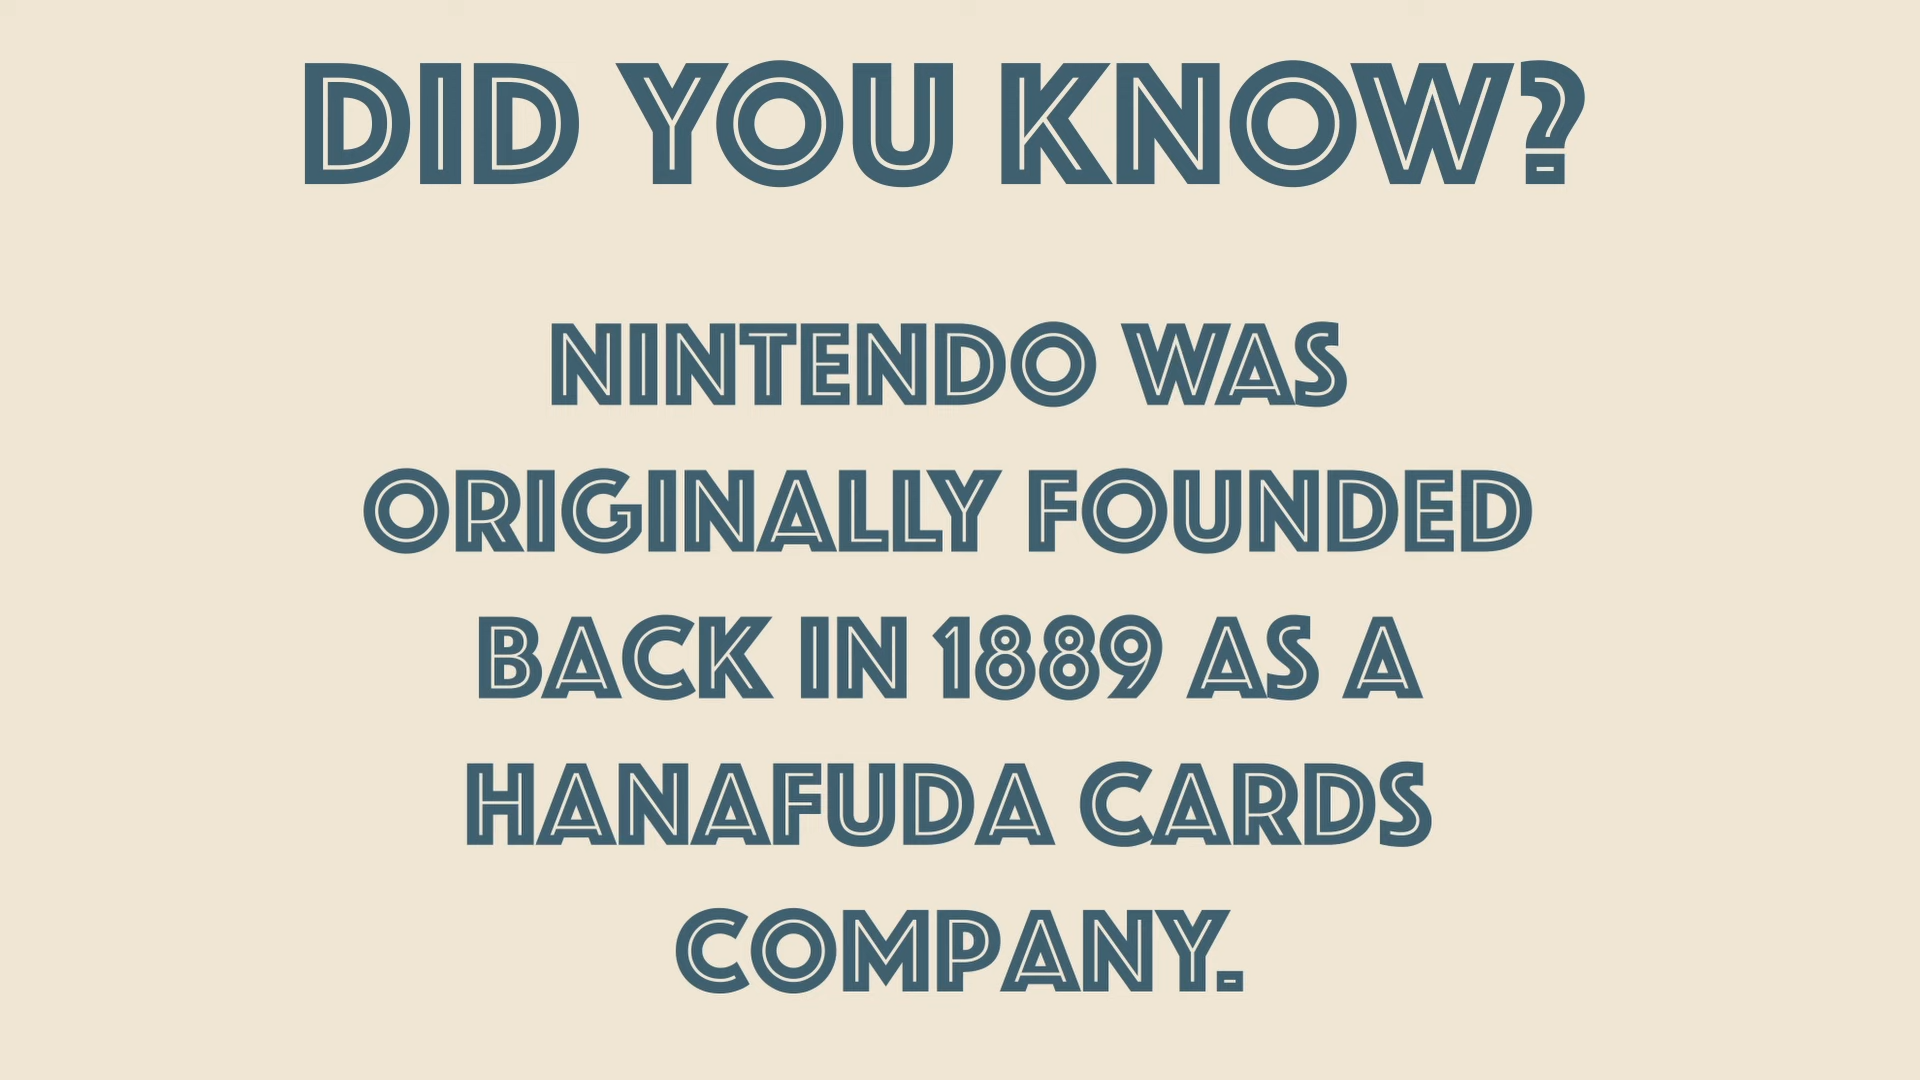 DID YOU KNOW?
NINTENDO WAS
ORIGINALLY FOUNDED
BACK IN 1889 AS A
HANAFUDA CARDS
COMPANY.